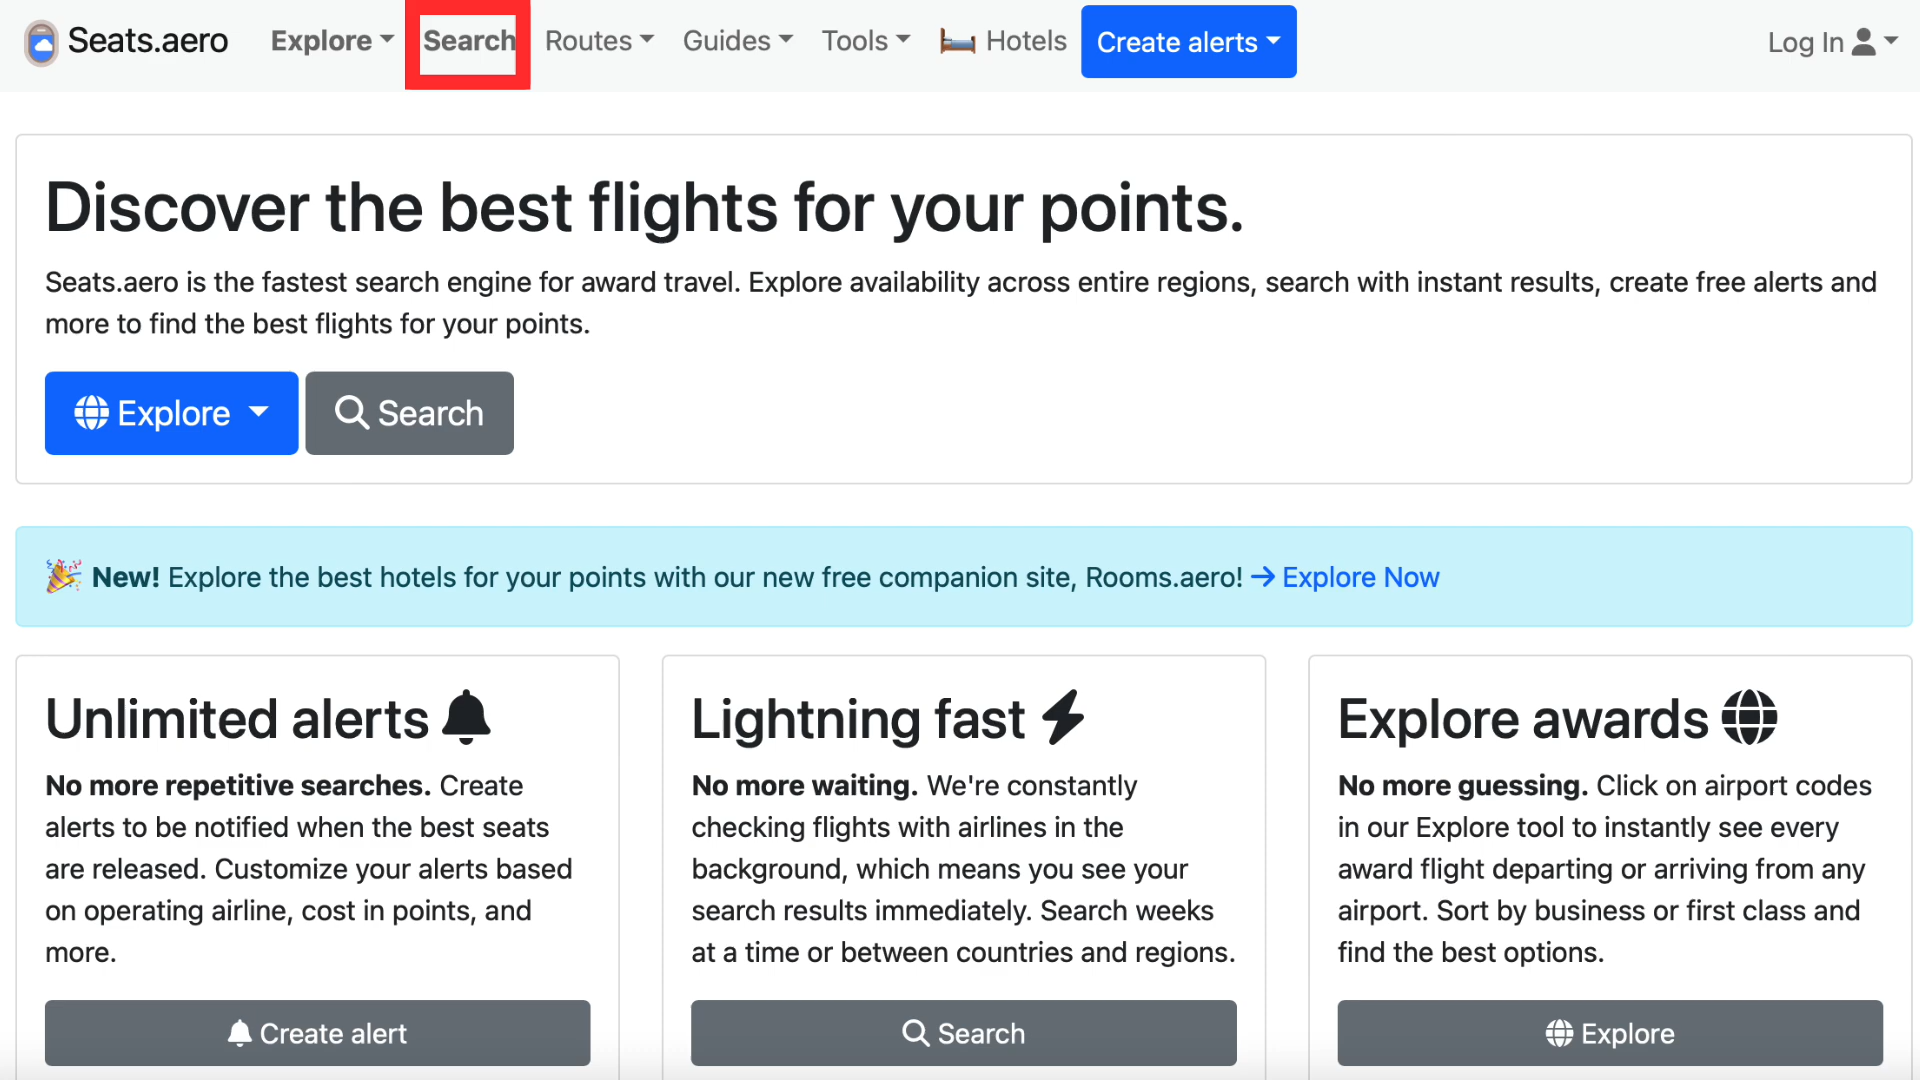 Seats.aero Explore Search Routes Guides Tools Hotels Create alerts Log In
Discover the best flights for your points.
Seats.aero is the fastest search engine for award travel. Explore availability across entire regions, search with instant results, create free alerts and
more to find the best flights for your points.
Explore Search
New! Explore the best hotels for your points with our new free companion site, Rooms.aero! → Explore Now
Unlimited alerts
No more repetitive searches. Create
alerts to be notified when the best seats
are released. Customize your alerts based
on operating airline, cost in points, and
more.
Create alert
Lightning fast
No more waiting. We're constantly
checking flights with airlines in the
background, which means you see your
search results immediately. Search weeks
at a time or between countries and regions.
Search
Explore awards
No more guessing. Click on airport codes
in our Explore tool to instantly see every
award flight departing or arriving from any
airport. Sort by business or first class and
find the best options.
Explore